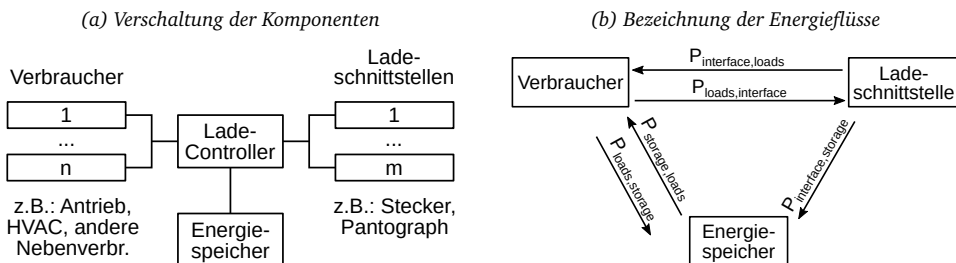 (a) Verschaltung der Komponenten
Verbraucher
1
...
n
z.B.: Antrieb,
HVAC, andere
Nebenverbr.
Lade-
Controller
Energie-
speicher
Lade-
schnittstellen
1
...
m
z.B.: Stecker,
Pantograph
(b) Bezeichnung der Energieflüsse
Verbraucher
P_interface,loads
P_loads,interface
Lade-
schnittstelle
P_storage,loads
P_loads,storage
P_interface,storage
Energie-
speicher